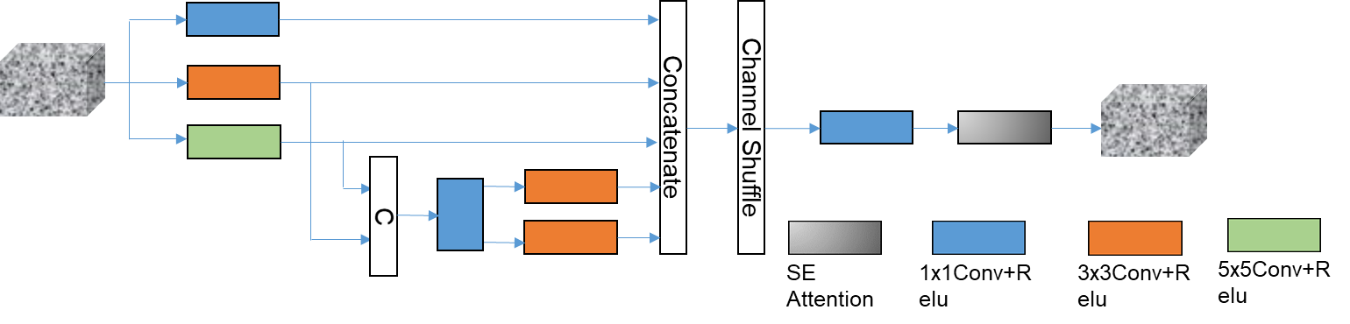 Concatenate
Channel Shuffle
C
SE
Attention
1x1Conv+R
elu
3x3Conv+R
elu
5x5Conv+R
elu